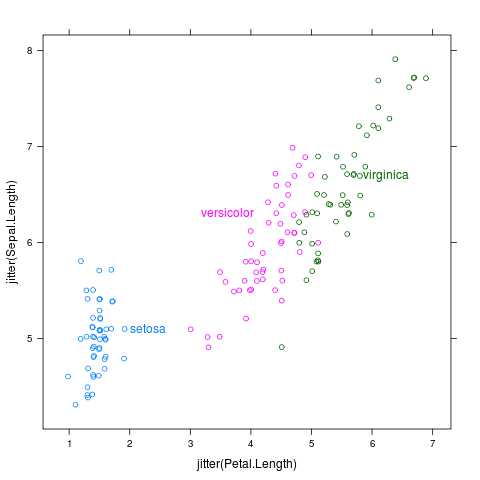 8
7
6
5
jitter(Sepal.Length)
virginica
versicolor
setosa
1 2 3 4 5 6 7
jitter(Petal.Length)